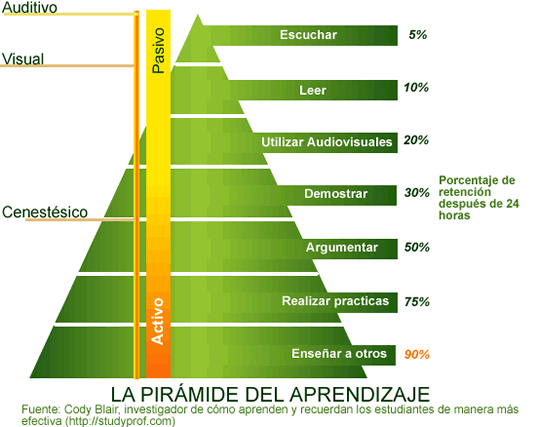 Auditivo
Visual
Cenestésico
Pasivo
Activo
Escuchar 5%
Leer 10%
Utilizar Audiovisuales 20%
Demostrar 30%
Argumentar 50%
Realizar practicas 75%
Enseñar a otros 90%
Porcentaje de
retención
después de 24
horas
LA PIRÁMIDE DEL APRENDIZAJE
Fuente: Cody Blair, investigador de cómo aprenden y recuerdan los estudiantes de manera más
efectiva (http://studyprof.com)